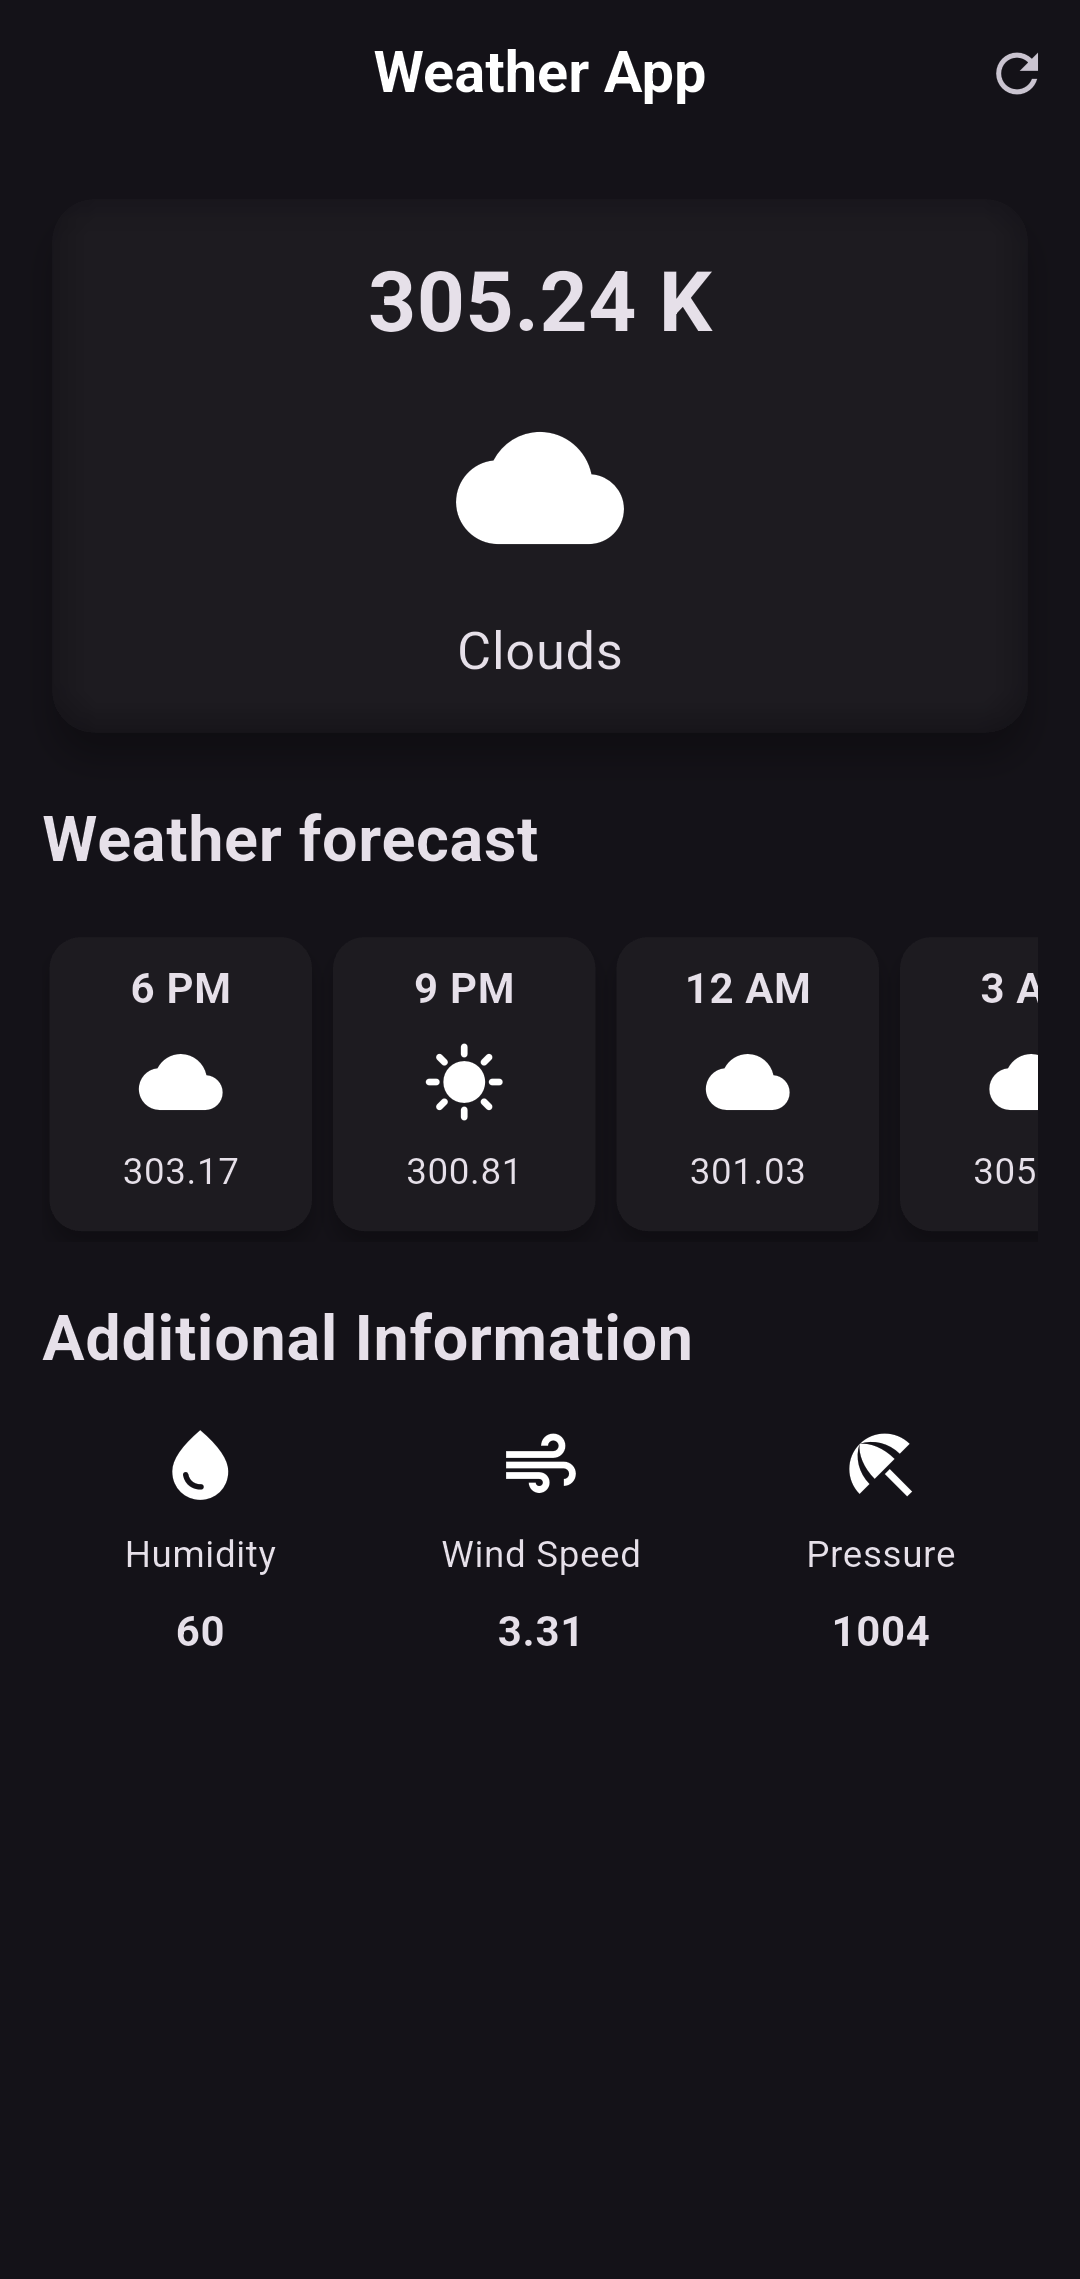 Weather App
305.24 K
Clouds
Weather forecast
6 PM 9 PM 12 AM 3 A
303.17 300.81 301.03 305
Additional Information
Humidity Wind Speed Pressure
60 3.31 1004